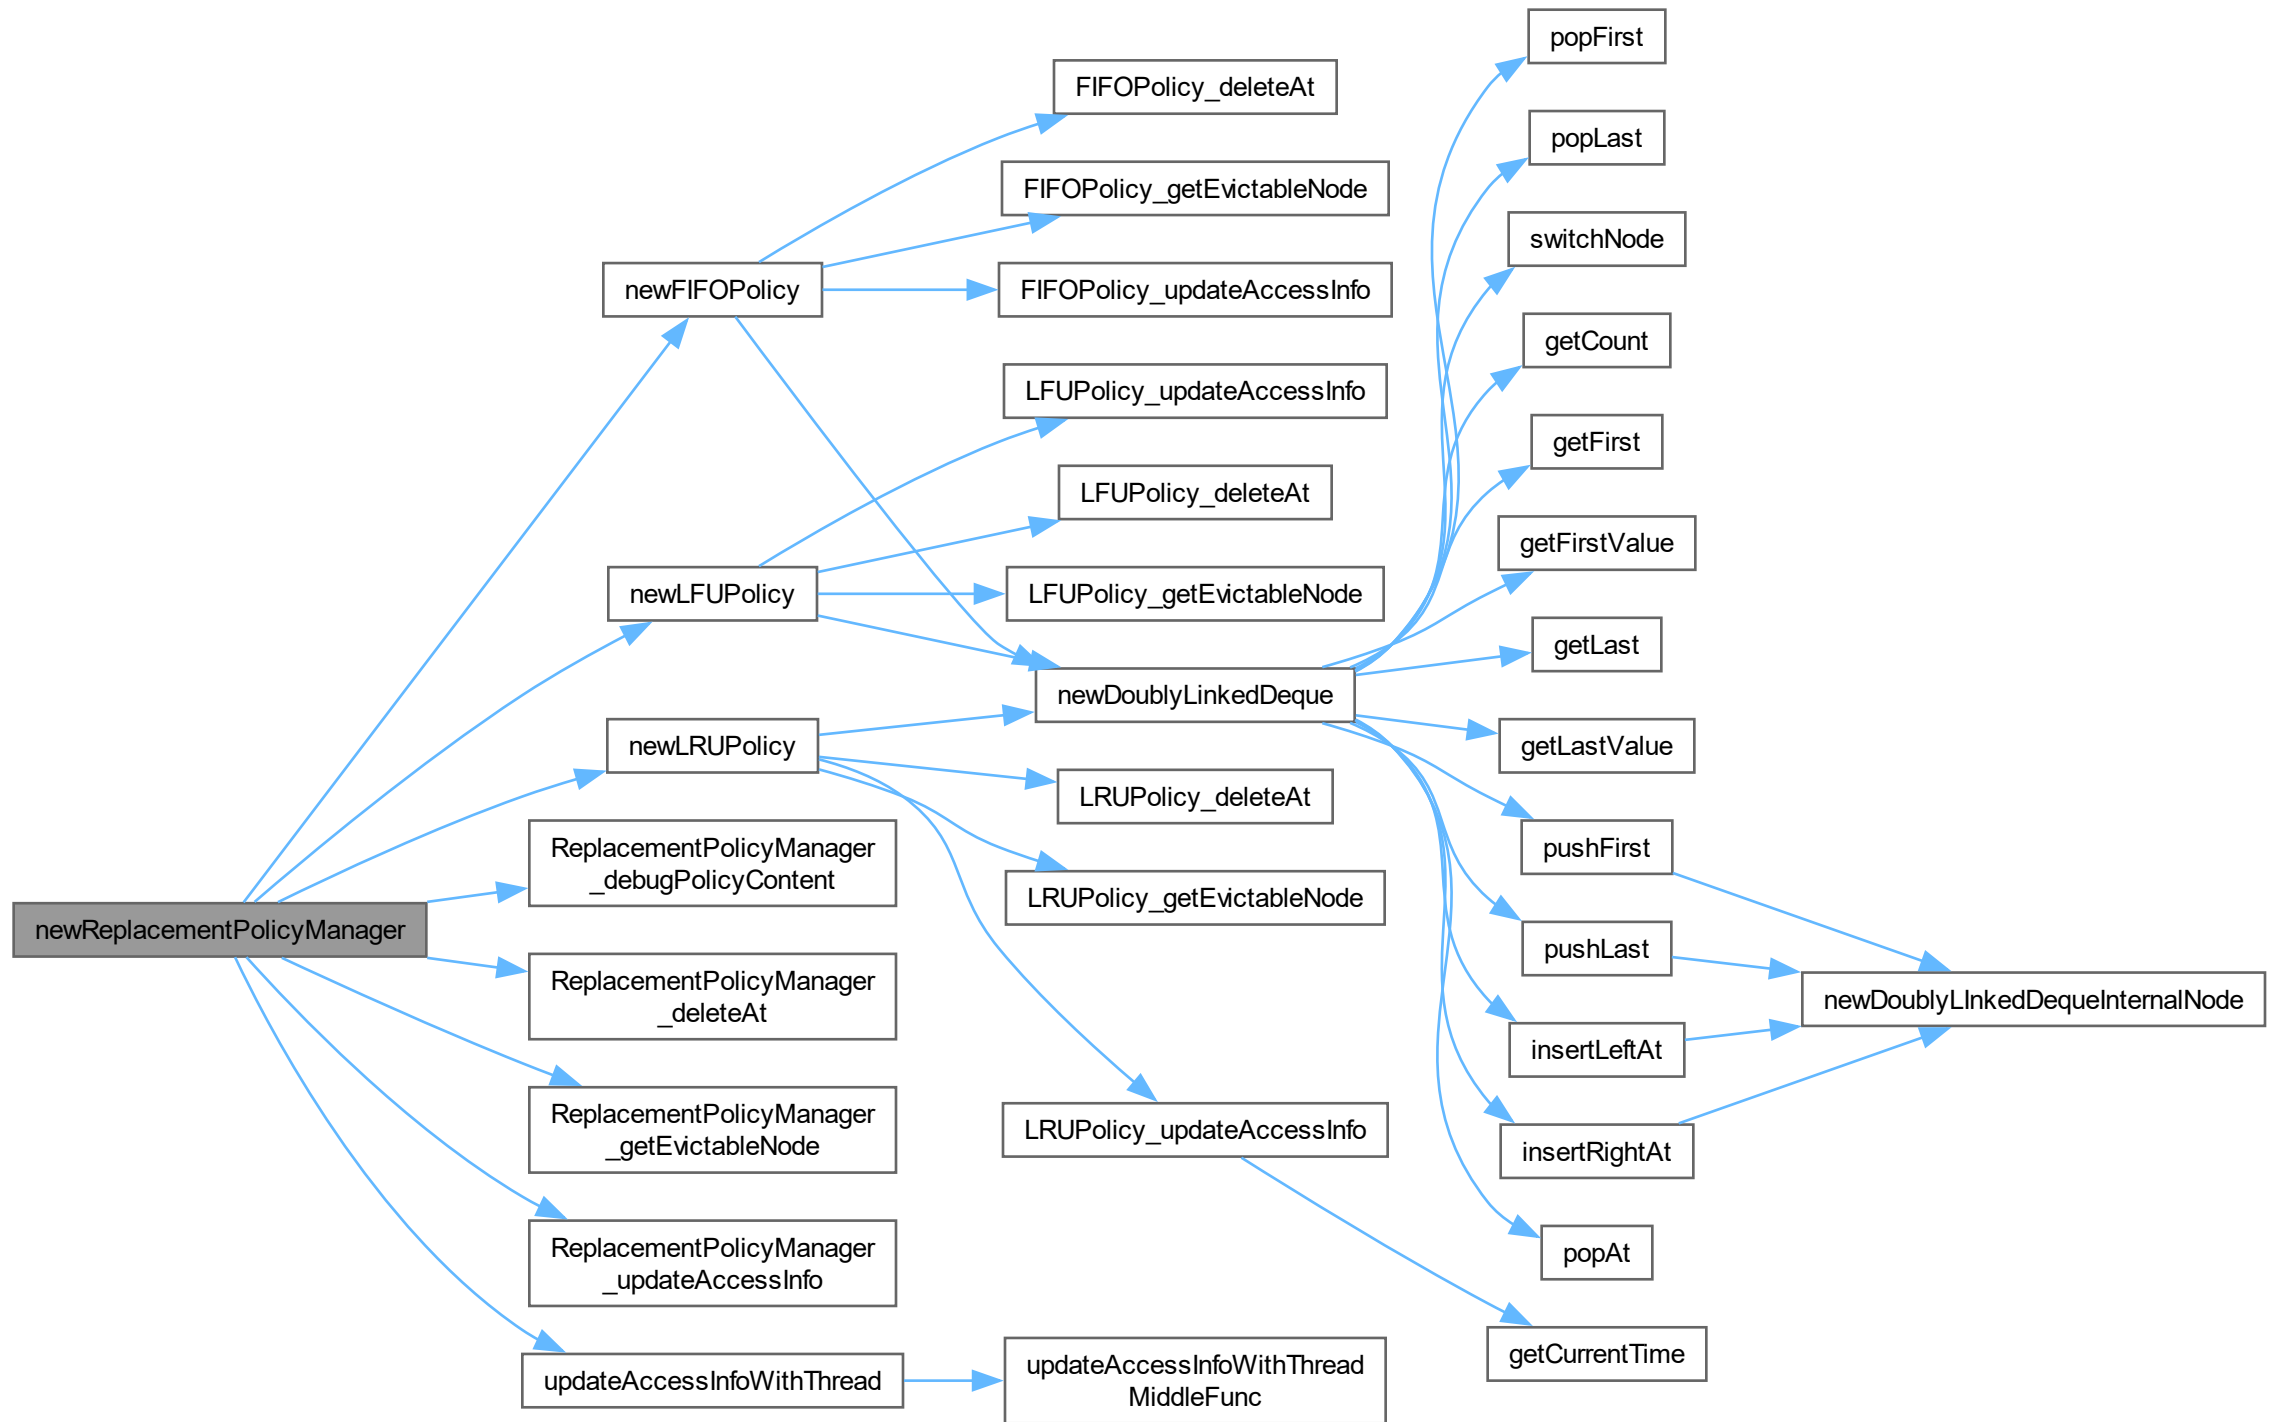 newReplacementPolicyManager
newFIFOPolicy
newLFUPolicy
newLRUPolicy
ReplacementPolicyManager
_debugPolicyContent
ReplacementPolicyManager
_deleteAt
ReplacementPolicyManager
_getEvictableNode
ReplacementPolicyManager
_updateAccessInfo
updateAccessInfoWithThread
FIFOPolicy_deleteAt
FIFOPolicy_getEvictableNode
FIFOPolicy_updateAccessInfo
LFUPolicy_updateAccessInfo
LFUPolicy_deleteAt
LFUPolicy_getEvictableNode
newDoublyLinkedDeque
LRUPolicy_deleteAt
LRUPolicy_getEvictableNode
LRUPolicy_updateAccessInfo
updateAccessInfoWithThread
MiddleFunc
popFirst
popLast
switchNode
getCount
getFirst
getFirstValue
getLast
getLastValue
pushFirst
pushLast
insertLeftAt
insertRightAt
popAt
getCurrentTime
newDoublyLInkedDequeInternalNode